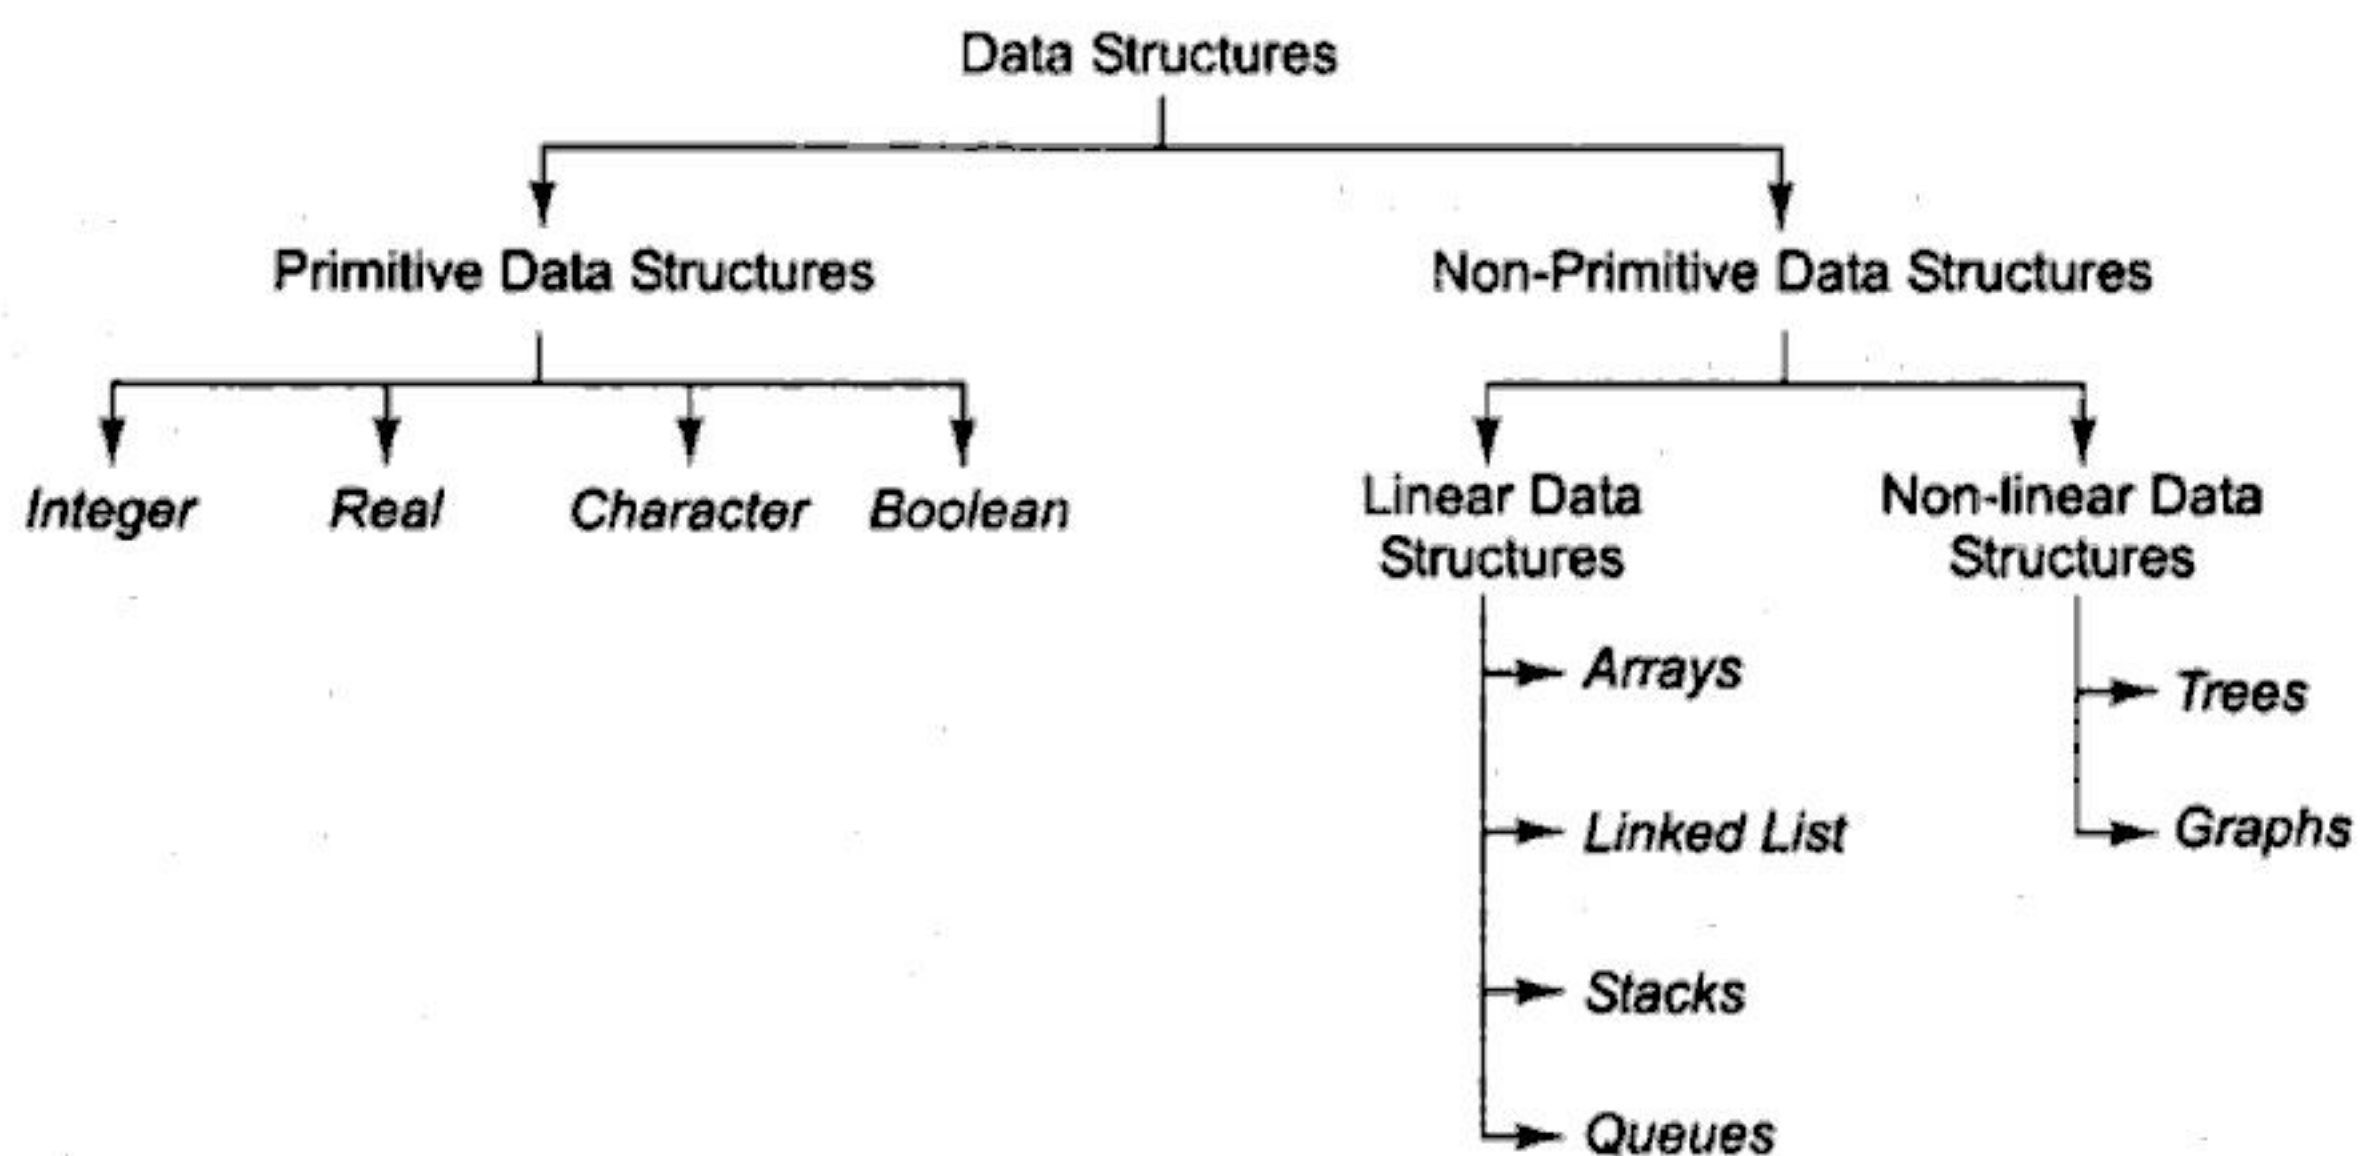 Data Structures
Primitive Data Structures
Non-Primitive Data Structures
Integer
Real
Character
Boolean
Linear Data
Structures
Non-linear Data
Structures
Arrays
Linked List
Stacks
Queues
Trees
Graphs